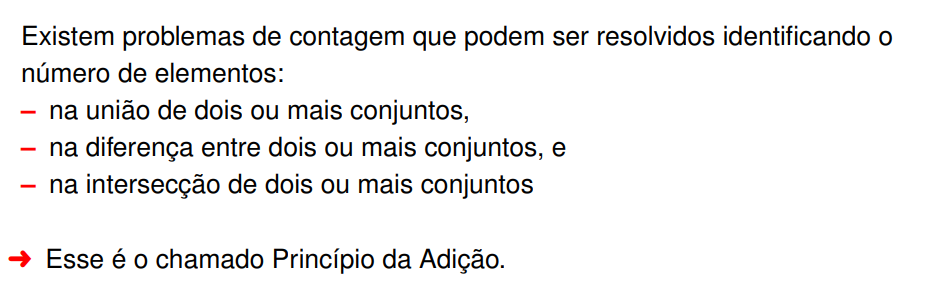 Existem problemas de contagem que podem ser resolvidos identificando o
número de elementos:
– na união de dois ou mais conjuntos,
– na diferença entre dois ou mais conjuntos, e
– na intersecção de dois ou mais conjuntos
➜ Esse é o chamado Princípio da Adição.